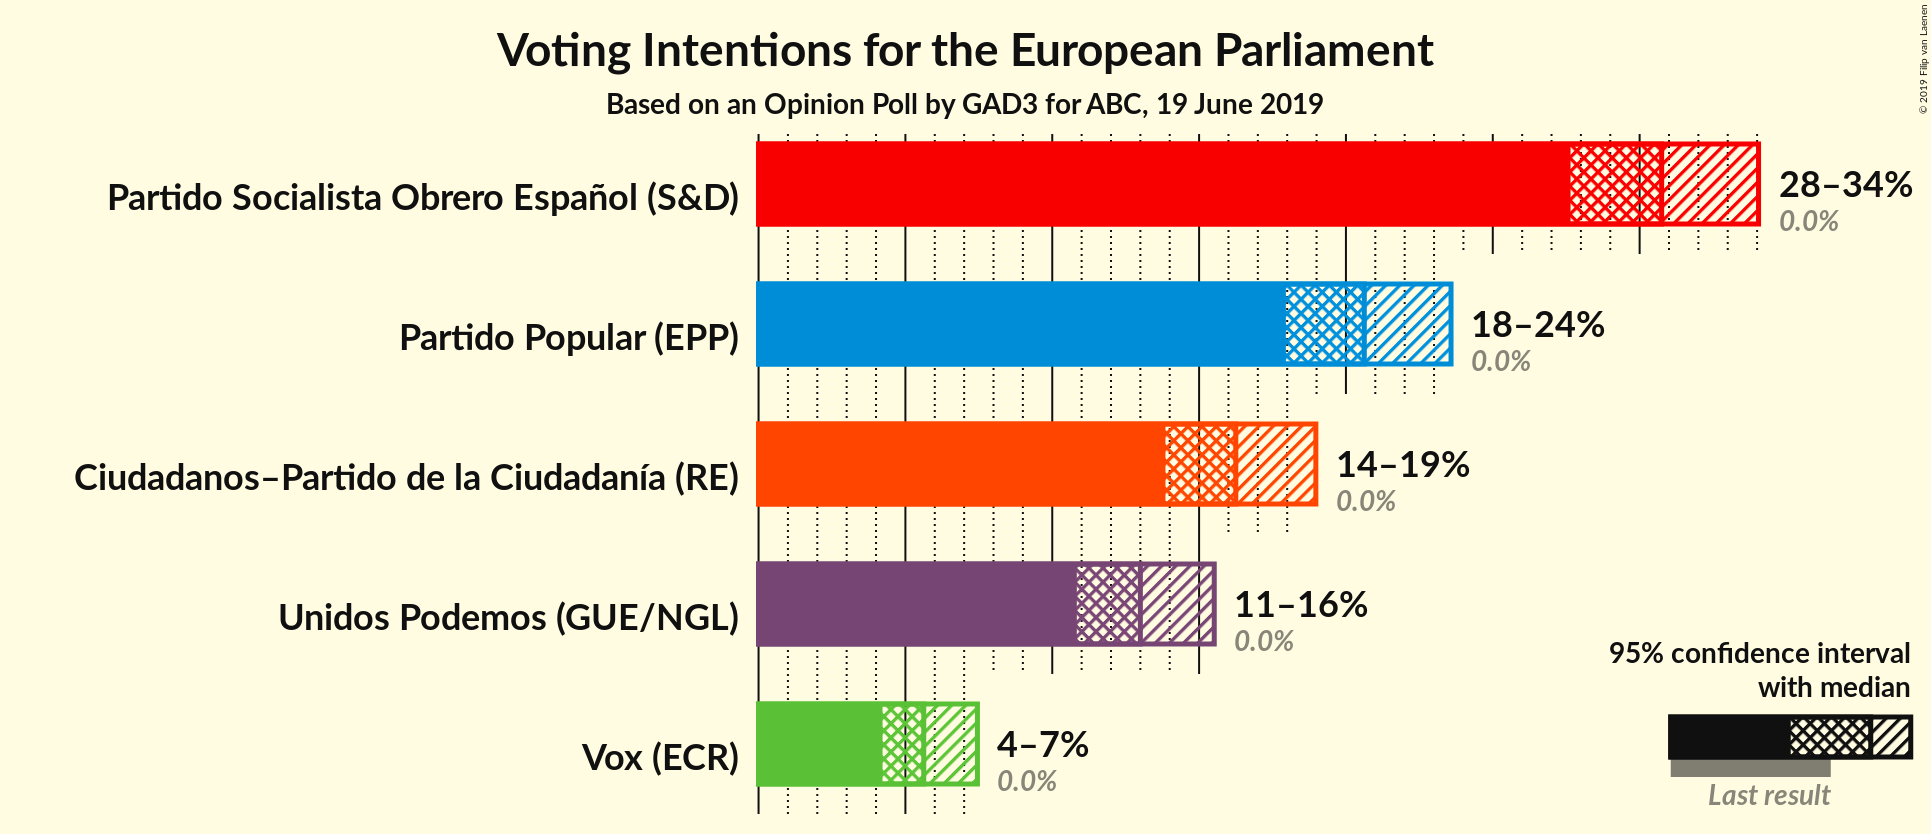 Voting Intentions for the European Parliament
Based on an Opinion Poll by GAD3 for ABC, 19 June 2019
© 2019 Filip van Laenen
Partido Socialista Obrero Español (S&D)
28–34%
0.0%
Partido Popular (EPP)
18–24%
0.0%
Ciudadanos–Partido de la Ciudadanía (RE)
14–19%
0.0%
Unidos Podemos (GUE/NGL)
11–16%
0.0%
Vox (ECR)
4–7%
0.0%
95% confidence interval
with median
Last result